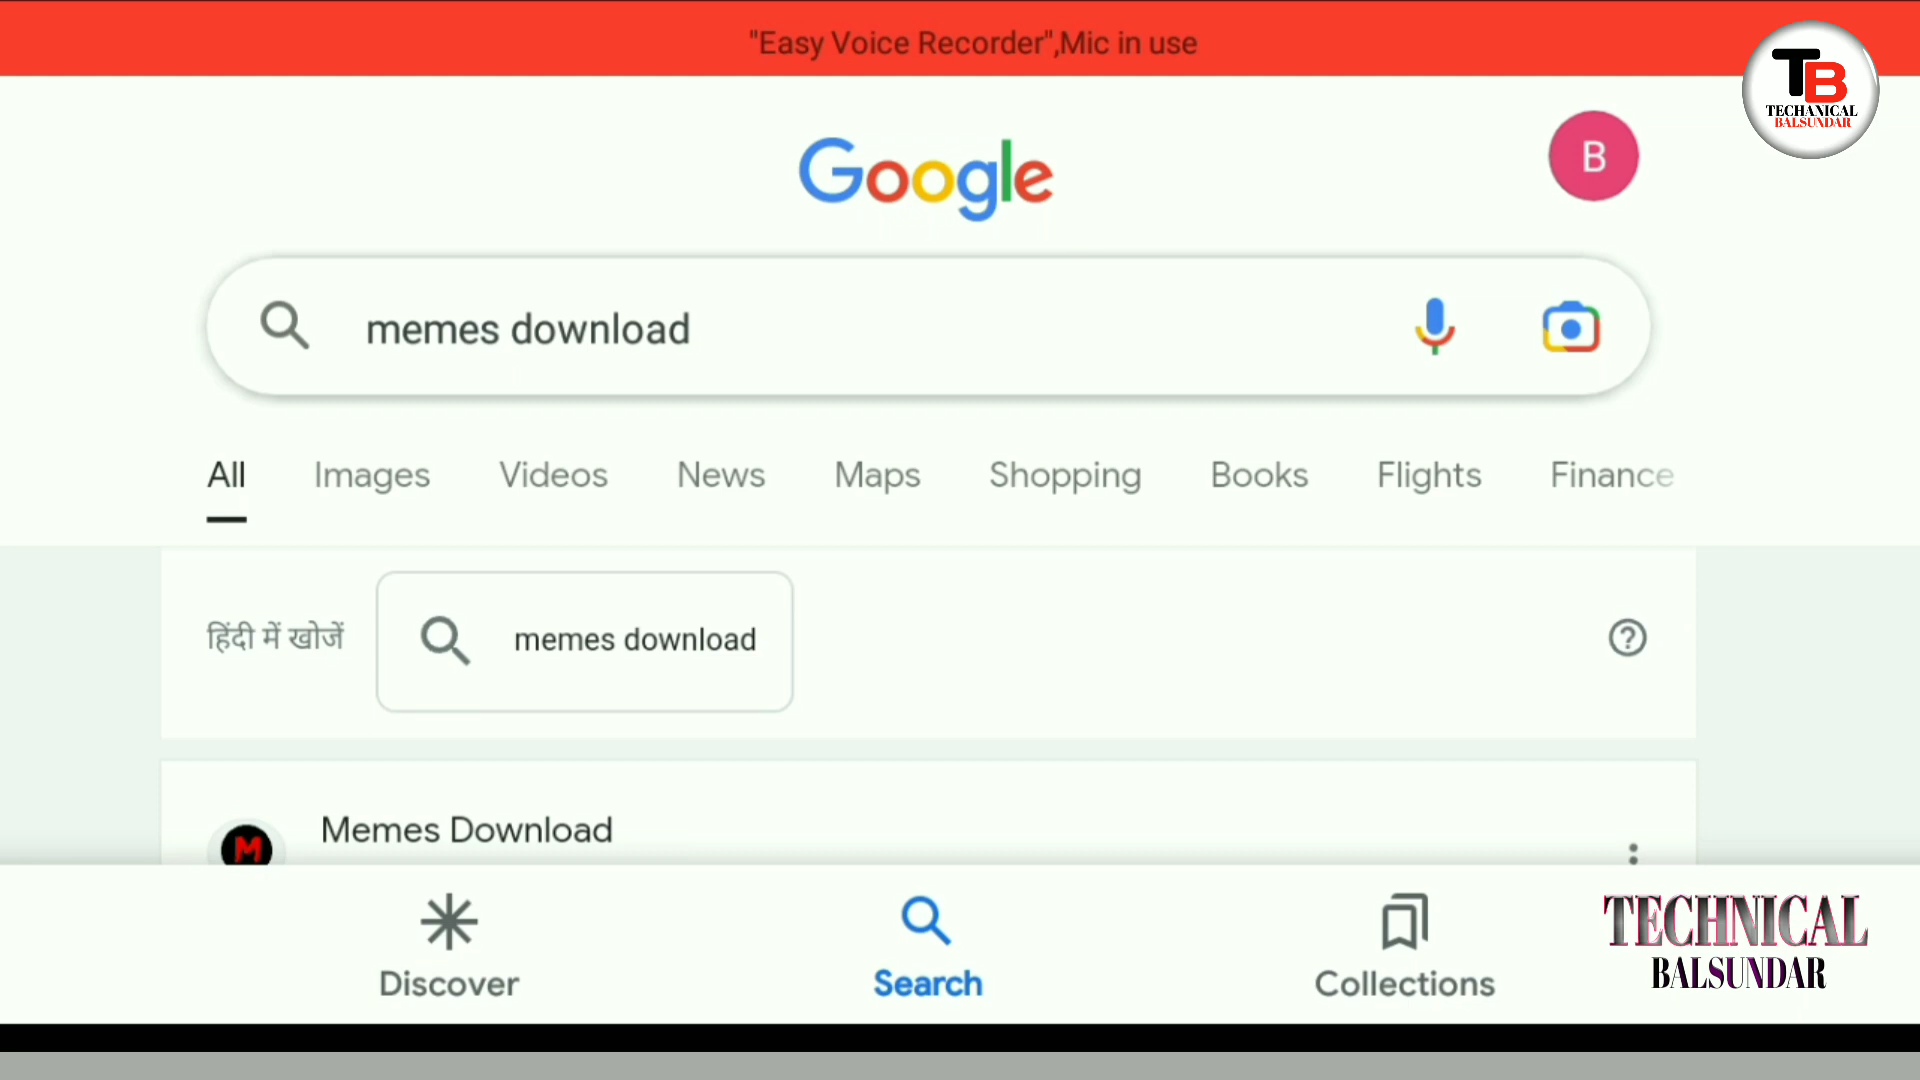 "Easy Voice Recorder",Mic in use
TB
TECHANICAL
BALSUNDAR
Google
B
memes download
All Images Videos News Maps Shopping Books Flights Finance
हिंदी में खोजें memes download
Memes Download
M
Discover Search Collections
TECHNICAL
BALSUNDAR